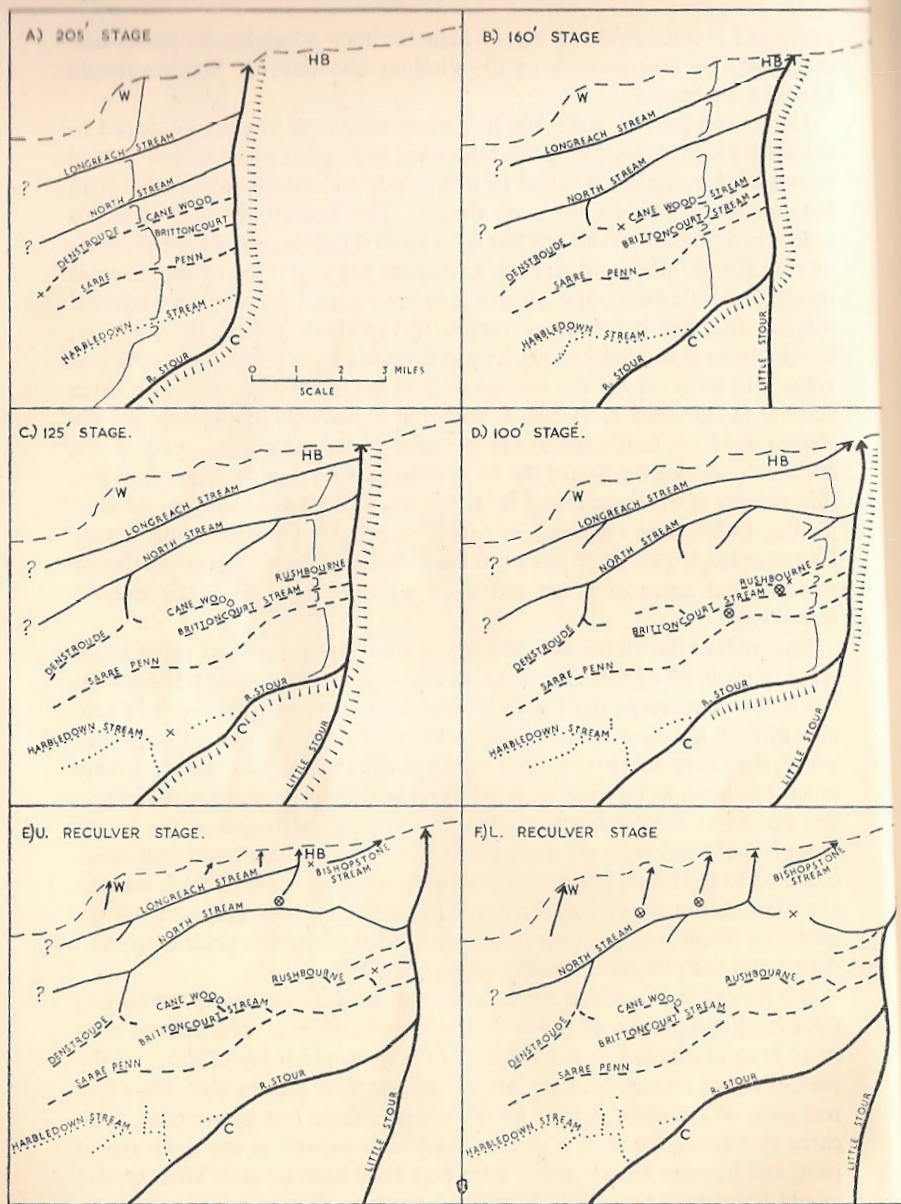 A) 205' STAGE
HB
W
LONGREACH STREAM
?
NORTH STREAM
?
DENSTROUDE
CANE WOOD
BRITTONCOURT
SARRE PENN
HARBLEDOWN STREAM
R. STOUR
C
0 1 2 3 MILES
SCALE
B) 160' STAGE
HB
W
LONGREACH STREAM
?
NORTH STREAM
?
CANE WOOD STREAM
BRITTONCOURT STREAM
DENSTROUDE
SARRE PENN
HARBLEDOWN STREAM
R. STOUR
C
LITTLE STOUR
C.) 125' STAGE.
HB
W
LONGREACH STREAM
?
NORTH STREAM
?
RUSHBOURNE
CANE WOOD
BRITTONCOURT STREAM
DENSTROUDE
SARRE PENN
R. STOUR
HARBLEDOWN STREAM
C
LITTLE STOUR
D.) 100' STAGE.
HB
W
LONGREACH STREAM
?
NORTH STREAM
?
RUSHBOURNE
BRITTONCOURT STREAM
DENSTROUDE
SARRE PENN
R. STOUR
HARBLEDOWN STREAM
C
LITTLE STOUR
E)U. RECULVER STAGE.
HB
BISHOPSTONE STREAM
W
LONGREACH STREAM
?
NORTH STREAM
?
RUSHBOURNE
CANE WOOD
BRITTONCOURT STREAM
DENSTROUDE
SARRE PENN
R. STOUR
HARBLEDOWN STREAM
C
LITTLE STOUR
F.) L. RECULVER STAGE
BISHOPSTONE STREAM
W
NORTH STREAM
?
RUSHBOURNE
CANE WOOD
BRITTONCOURT STREAM
DENSTROUDE
SARRE PENN
R. STOUR
HARBLEDOWN STREAM
C
LITTLE STOUR